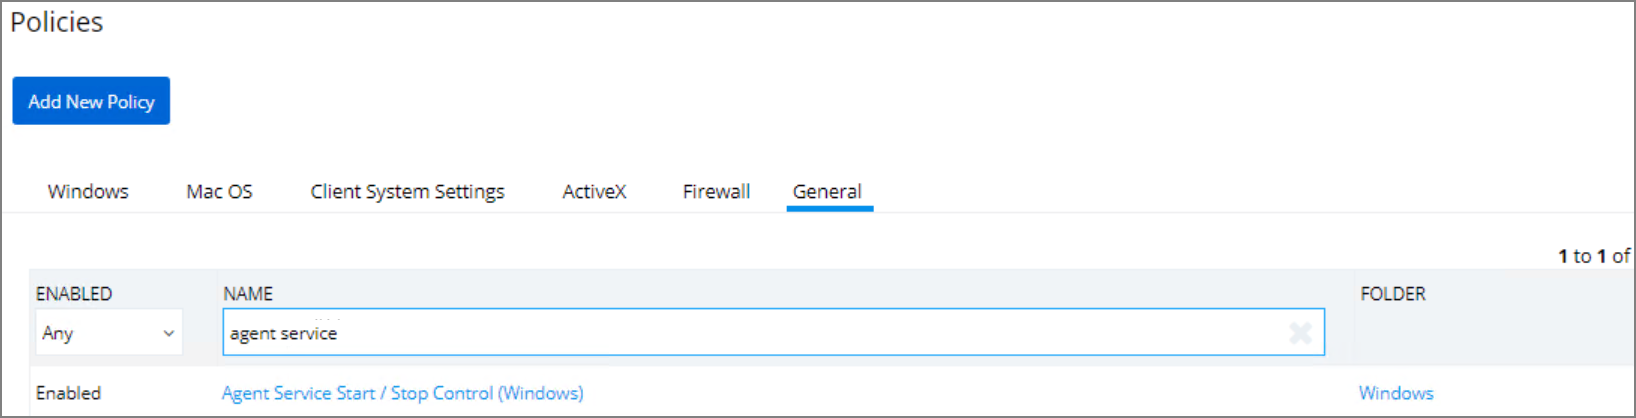 Policies
Add New Policy
Windows Mac OS Client System Settings ActiveX Firewall General
1 to 1 of
ENABLED NAME FOLDER
Any agent service
Enabled Agent Service Start / Stop Control (Windows) Windows